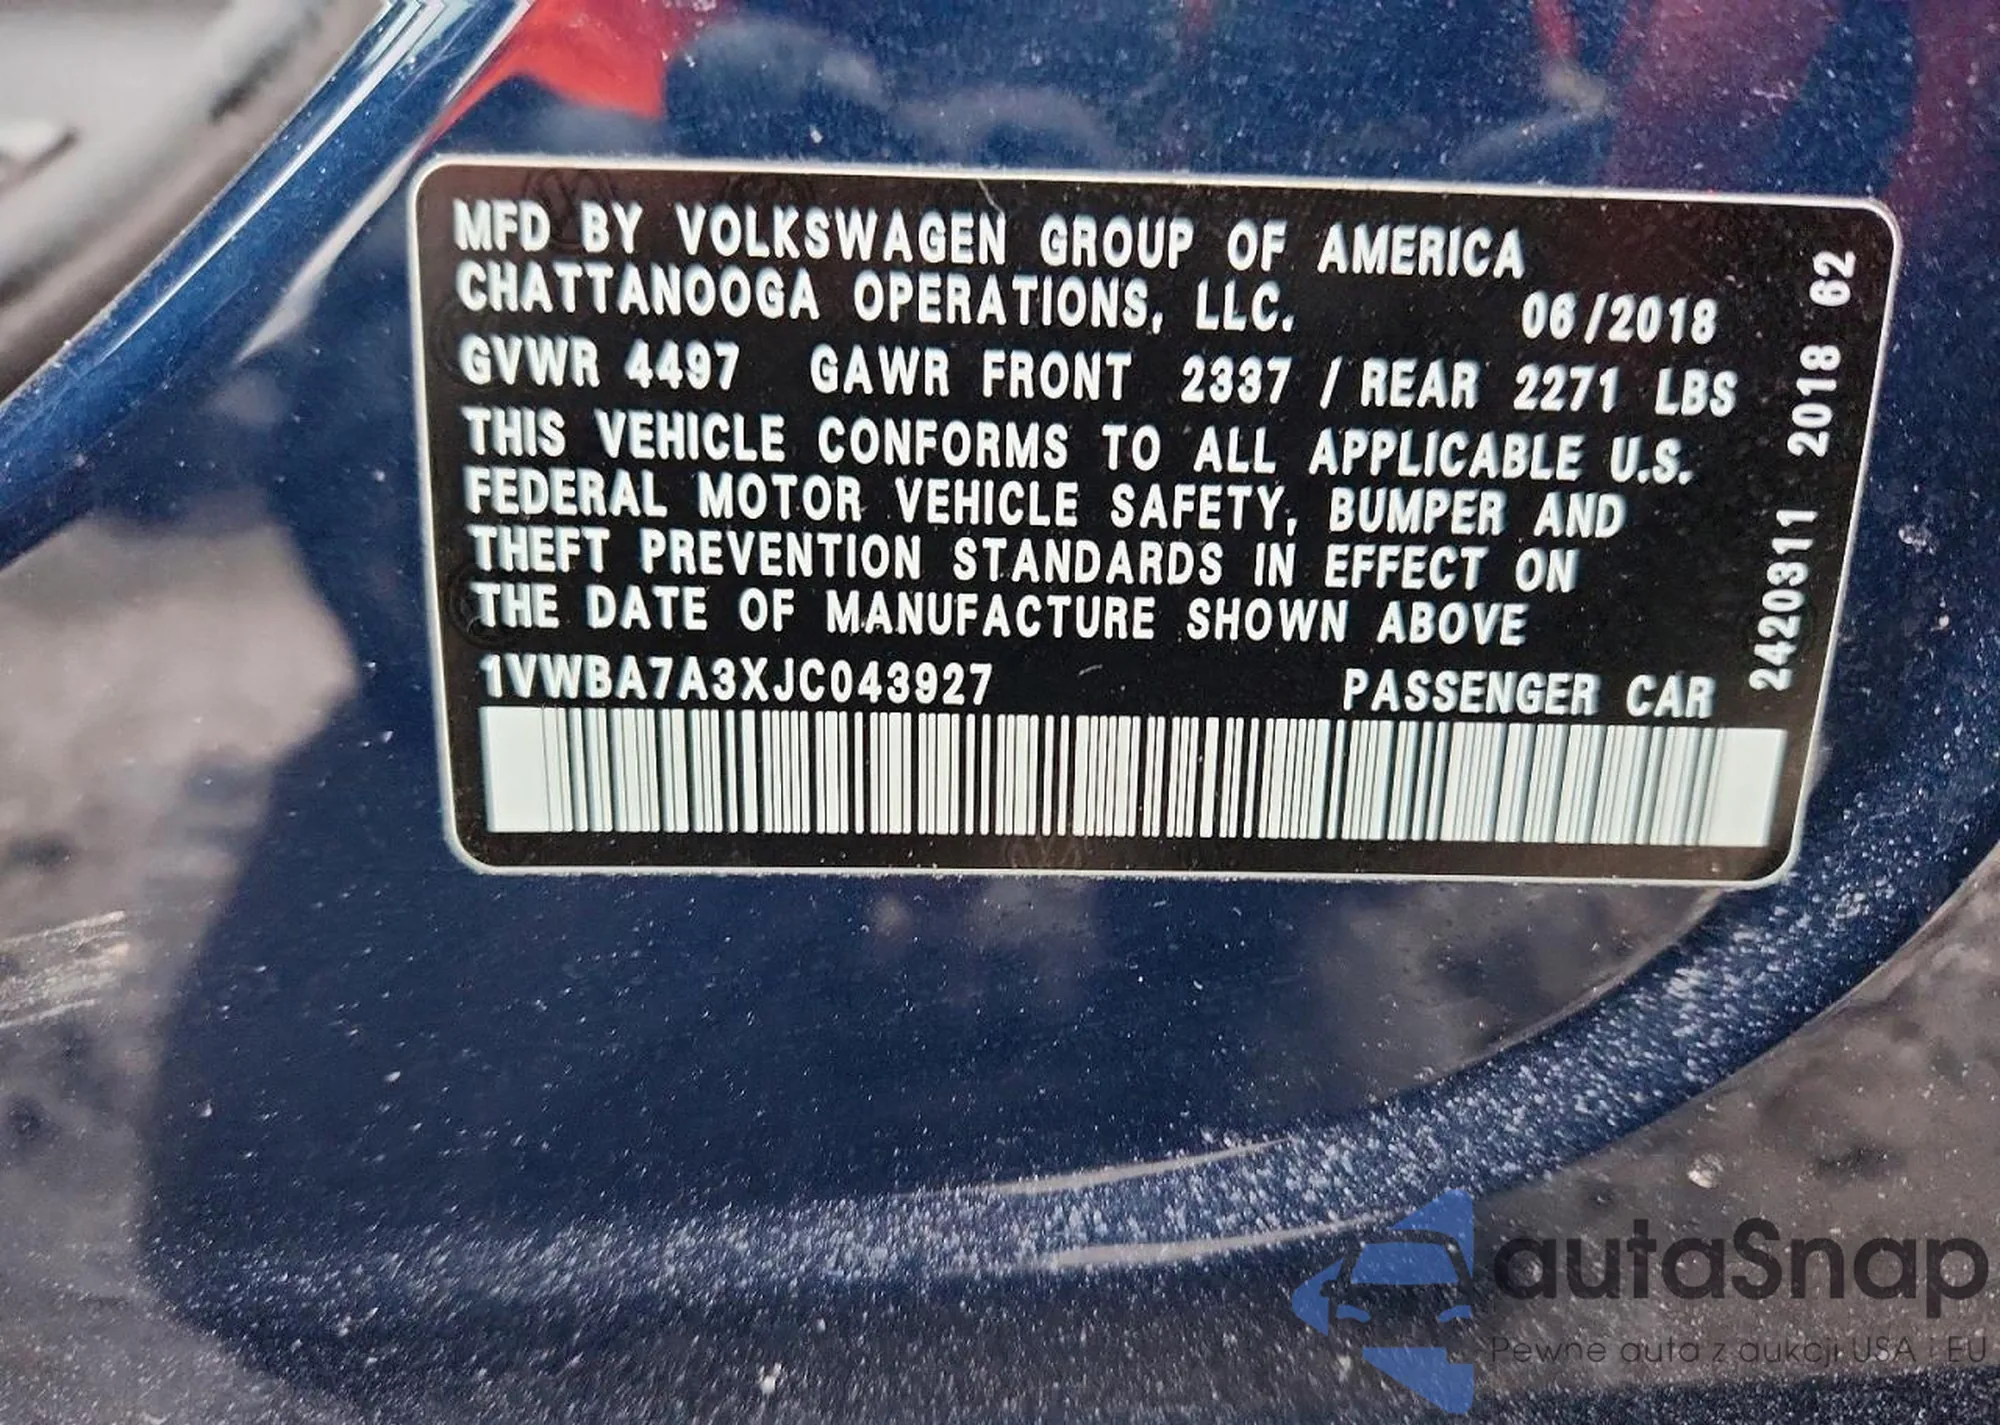 MFD BY VOLKSWAGEN GROUP OF AMERICA
CHATTANOOGA OPERATIONS, LLC. 06/2018
GVWR 4497 GAWR FRONT 2337 / REAR 2271 LBS
THIS VEHICLE CONFORMS TO ALL APPLICABLE U.S.
FEDERAL MOTOR VEHICLE SAFETY, BUMPER AND
THEFT PREVENTION STANDARDS IN EFFECT ON
THE DATE OF MANUFACTURE SHOWN ABOVE
1VWBA7A3XJC043927 PASSENGER CAR
2420311 2018 62
autaSnap
Pewne auta z aukcji USA i EU